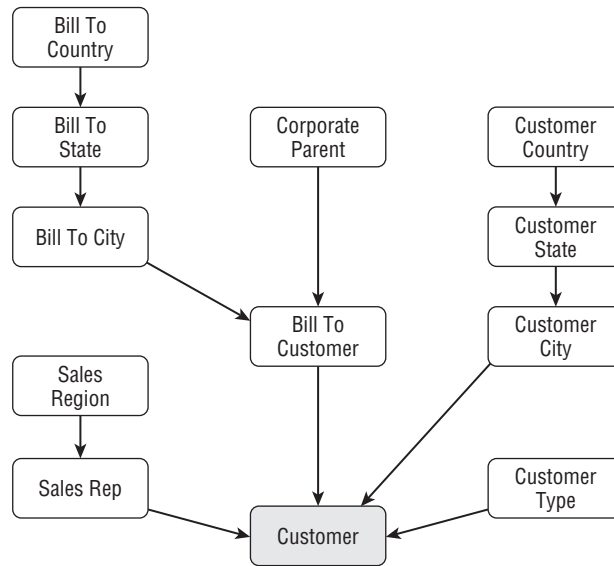 Bill To
Country
Bill To
State
Corporate
Parent
Customer
Country
Bill To City
Customer
State
Bill To
Customer
Customer
City
Sales
Region
Sales Rep
Customer
Customer
Type